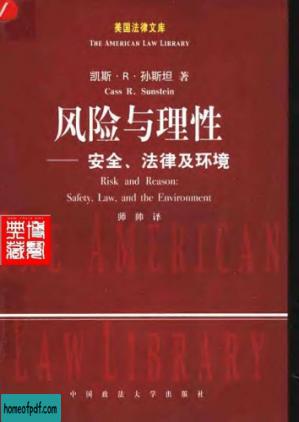 美国法律文库
THE AMERICAN LAW LIBRARY
凯斯·R·孙斯坦 著
Cass R. Sunstein
风险与理性
——安全、法律及环境
Risk and Reason:
Safety, Law, and the Environment
师帅 译
THE AMERICAN
LAW LIBRARY
中国政法大学出版社
homeofpdf.com